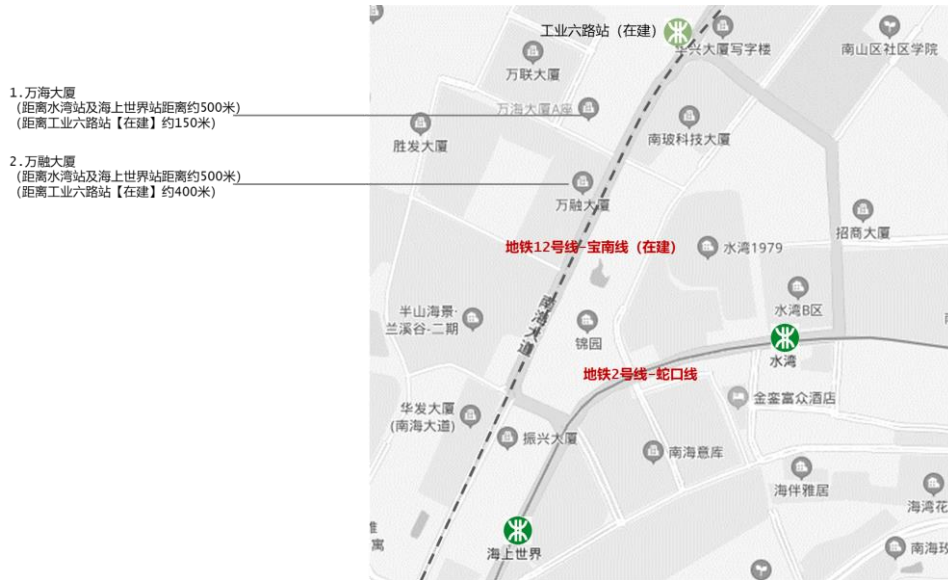 工业六路站（在建）
华兴大厦写字楼
南山区社区学院
万联大厦
1.万海大厦
(距离水湾站及海上世界站距离约500米)
(距离工业六路站【在建】约150米)
万海大厦A座
胜发大厦
南玻科技大厦
2.万融大厦
(距离水湾站及海上世界站距离约500米)
(距离工业六路站【在建】约400米)
万融大厦
招商大厦
地铁12号线-宝南线（在建）
水湾1979
南海大道
半山海景·
兰溪谷-二期
水湾B区
锦园
水湾
地铁2号线-蛇口线
金銮富众酒店
华发大厦
(南海大道)
振兴大厦
南海意库
海伴雅居
海湾花
海上世界
寓
南海玫